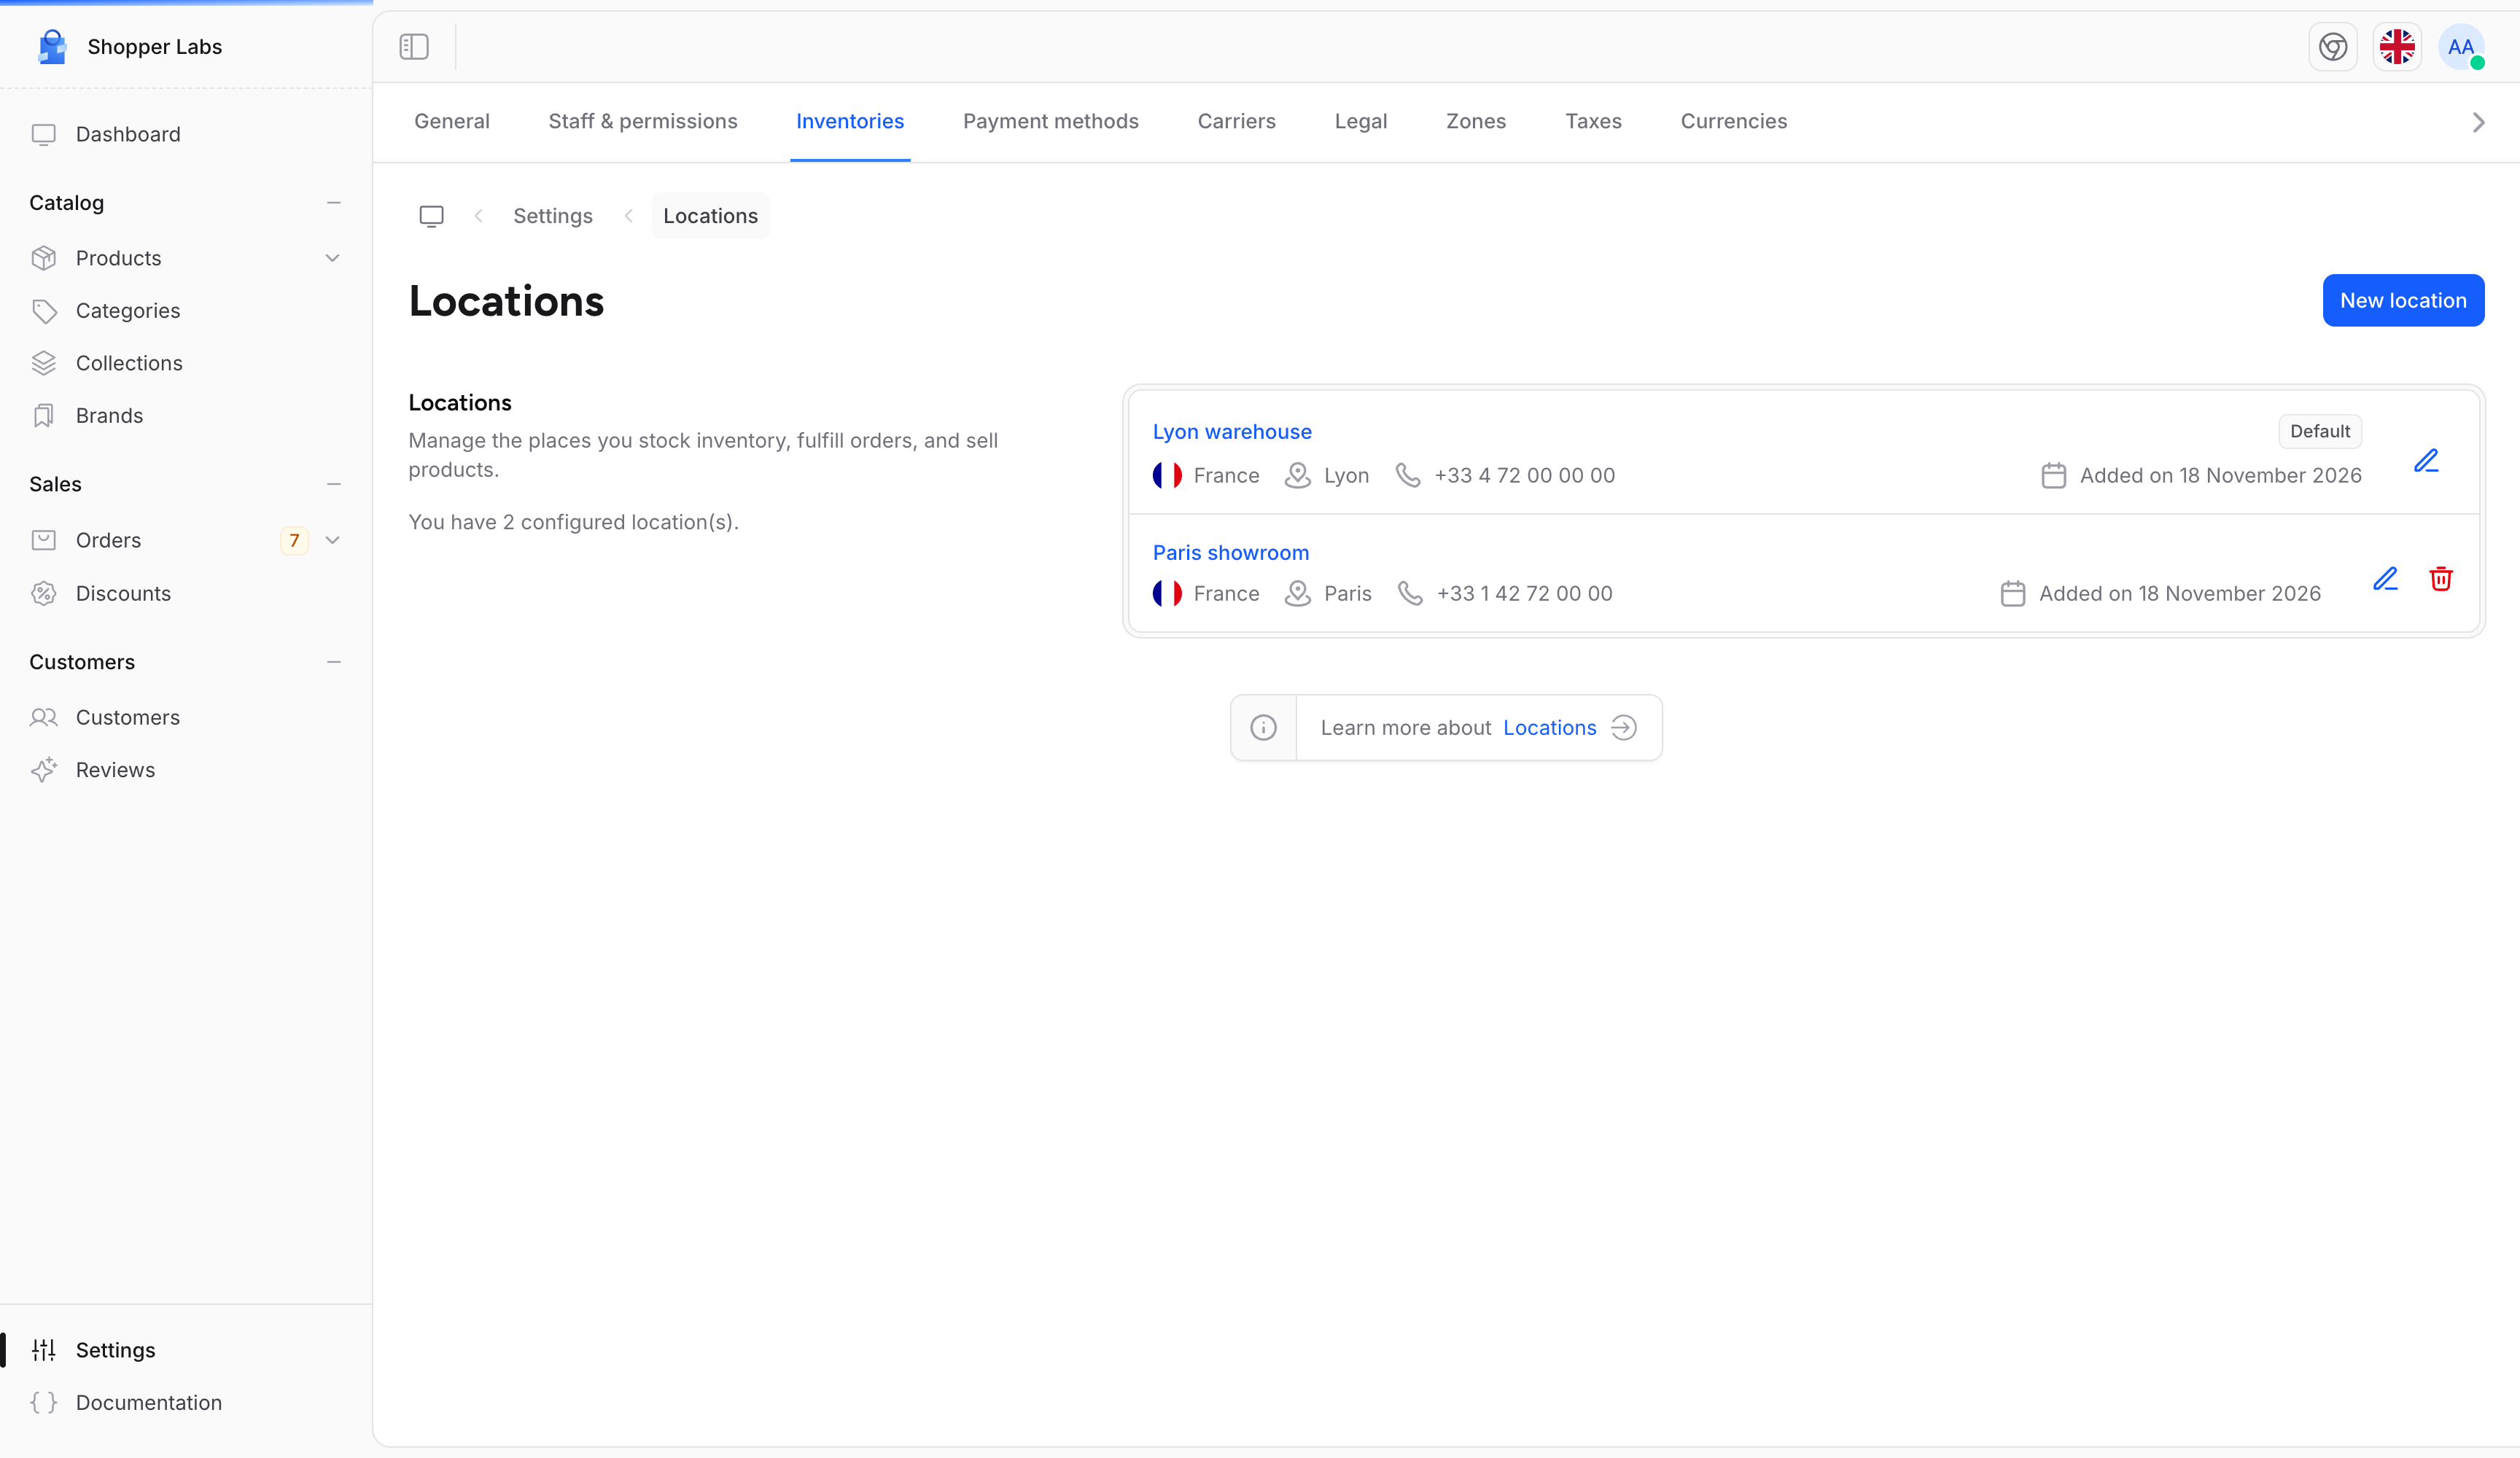 Shopper Labs
AA
Dashboard
Catalog
Products
Categories
Collections
Brands
Sales
Orders 7
Discounts
Customers
Customers
Reviews
Settings
Documentation
General Staff & permissions Inventories Payment methods Carriers Legal Zones Taxes Currencies
Settings Locations
Locations
New location
Locations
Manage the places you stock inventory, fulfill orders, and sell
products.
You have 2 configured location(s).
Lyon warehouse Default
France Lyon +33 4 72 00 00 00 Added on 18 November 2026
Paris showroom
France Paris +33 1 42 72 00 00 Added on 18 November 2026
Learn more about Locations